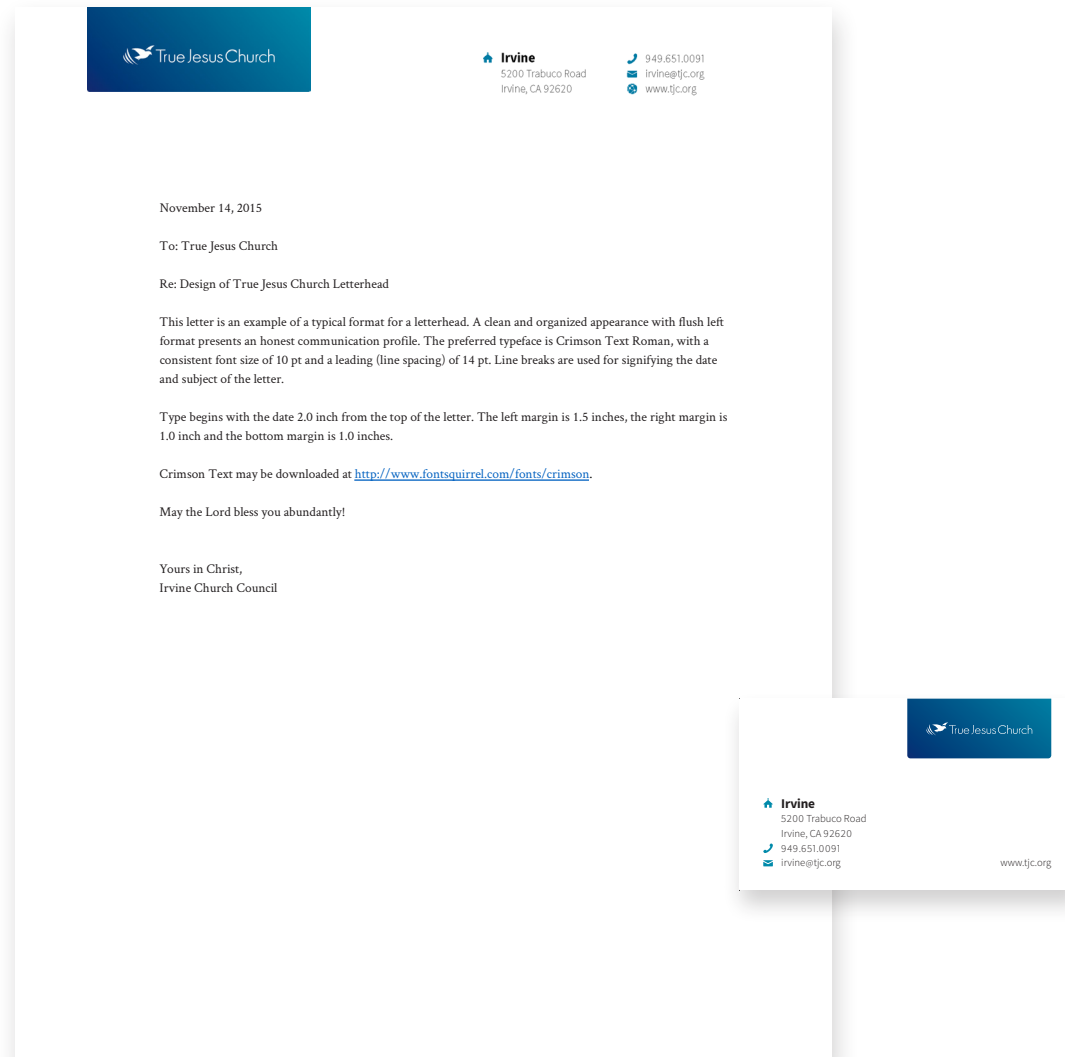 True Jesus Church
Irvine
5200 Trabuco Road
Irvine, CA 92620
949.651.0091
irvine@tjc.org
www.tjc.org
November 14, 2015
To: True Jesus Church
Re: Design of True Jesus Church Letterhead
This letter is an example of a typical format for a letterhead. A clean and organized appearance with flush left
format presents an honest communication profile. The preferred typeface is Crimson Text Roman, with a
consistent font size of 10 pt and a leading (line spacing) of 14 pt. Line breaks are used for signifying the date
and subject of the letter.
Type begins with the date 2.0 inch from the top of the letter. The left margin is 1.5 inches, the right margin is
1.0 inch and the bottom margin is 1.0 inches.
Crimson Text may be downloaded at http://www.fontsquirrel.com/fonts/crimson.
May the Lord bless you abundantly!
Yours in Christ,
Irvine Church Council
True Jesus Church
Irvine
5200 Trabuco Road
Irvine, CA 92620
949.651.0091
irvine@tjc.org
www.tjc.org